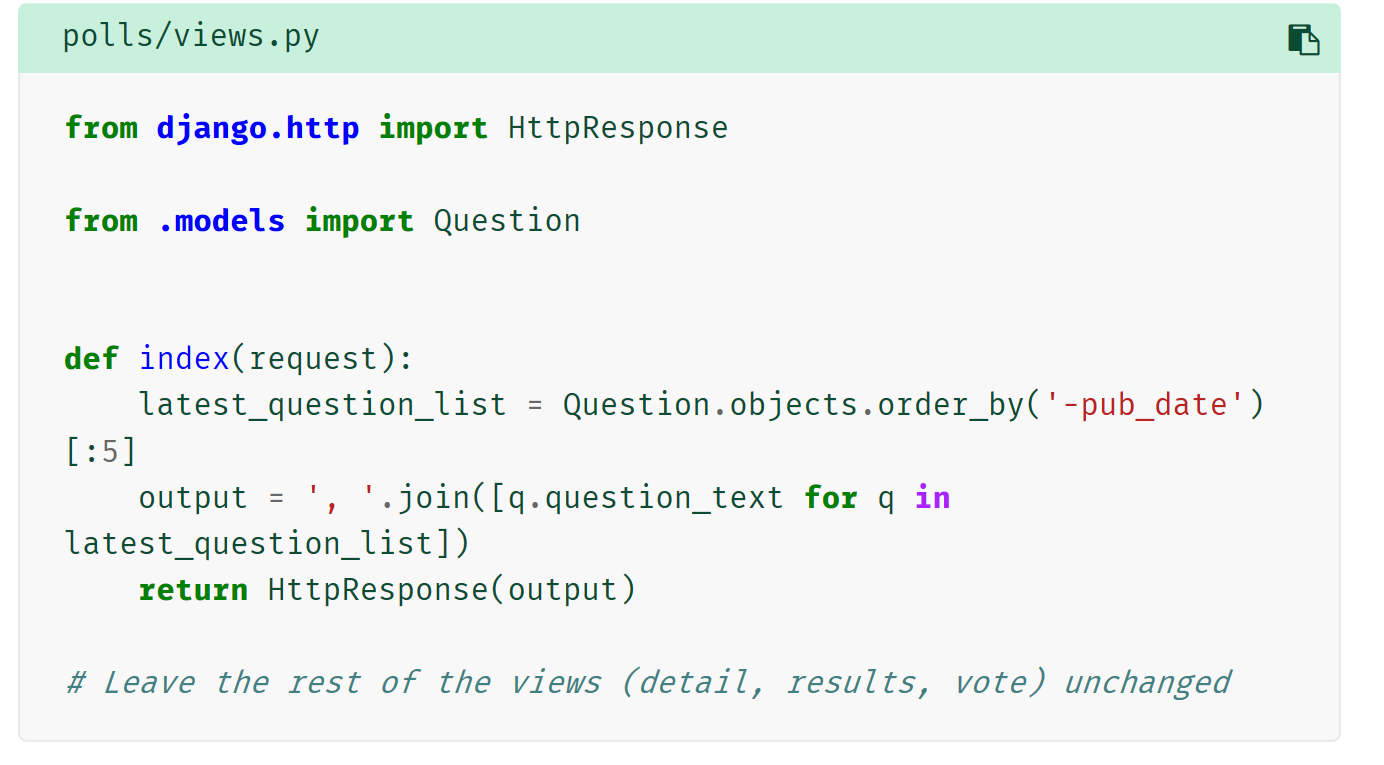 polls/views.py
from django.http import HttpResponse
from .models import Question
def index(request):
    latest_question_list = Question.objects.order_by('-pub_date')
[:5]
    output = ', '.join([q.question_text for q in
latest_question_list])
    return HttpResponse(output)
# Leave the rest of the views (detail, results, vote) unchanged